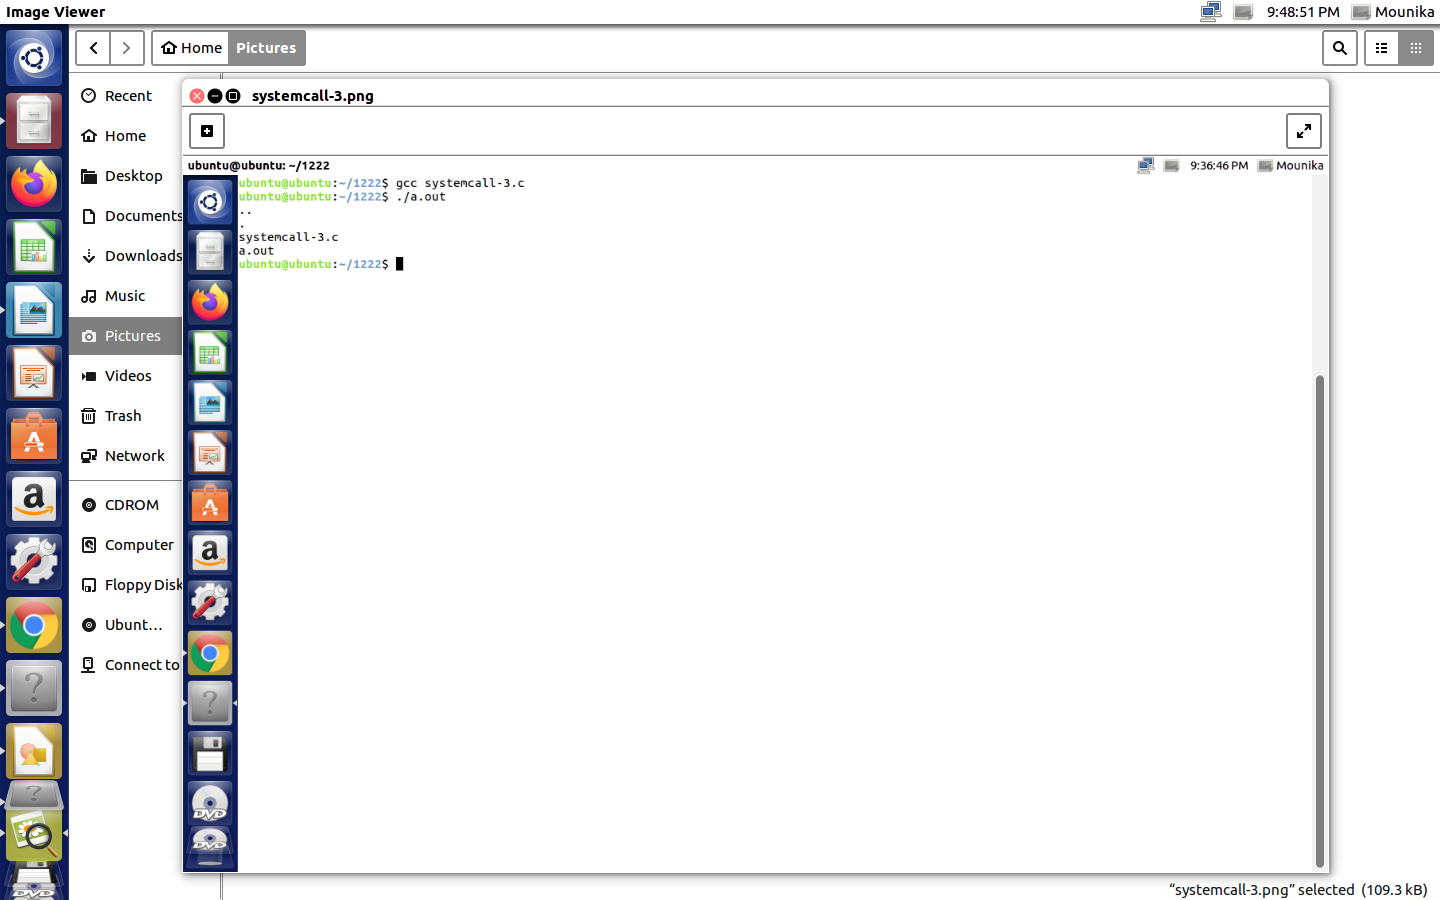 Image Viewer
9:48:51 PM
Mounika
Home
Pictures
Recent
Home
Desktop
Documents
Downloads
Music
Pictures
Videos
Trash
Network
CDROM
Computer
Floppy Disk
Ubunt…
Connect to
systemcall-3.png
ubuntu@ubuntu: ~/1222
9:36:46 PM
Mounika
ubuntu@ubuntu:~/1222$ gcc systemcall-3.c
ubuntu@ubuntu:~/1222$ ./a.out
..
.
systemcall-3.c
a.out
ubuntu@ubuntu:~/1222$
DVD
DVD
DVD
“systemcall-3.png” selected (109.3 kB)